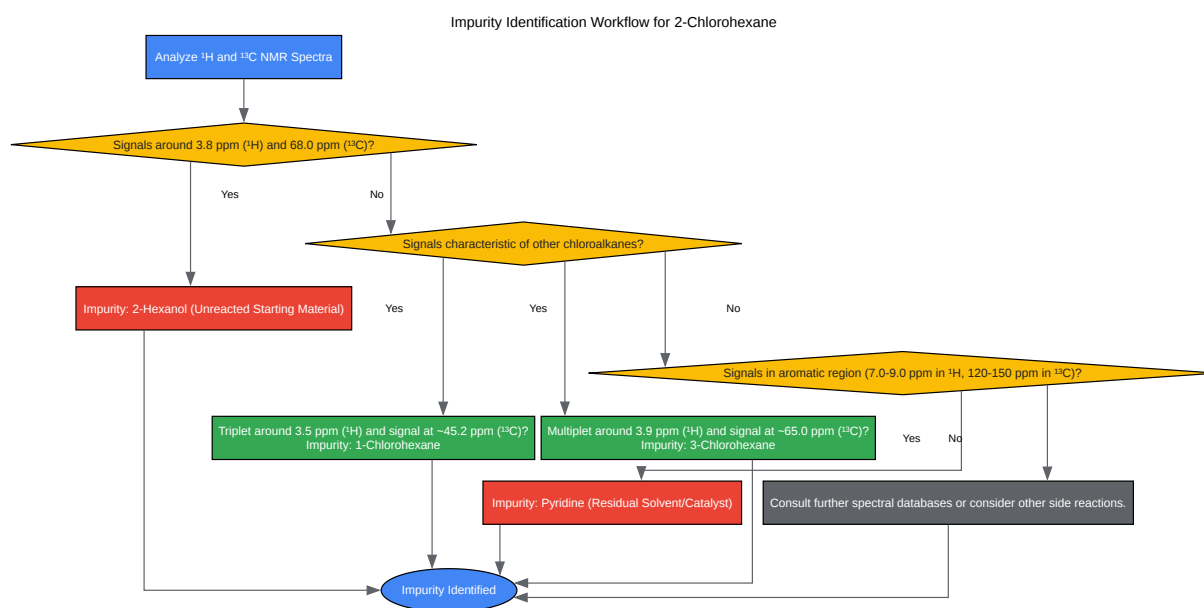 Impurity Identification Workflow for 2-Chlorohexane
Analyze ¹H and ¹³C NMR Spectra
Signals around 3.8 ppm (¹H) and 68.0 ppm (¹³C)?
Yes
No
Signals characteristic of other chloroalkanes?
Impurity: 2-Hexanol (Unreacted Starting Material)
Yes
Yes
No
Signals in aromatic region (7.0-9.0 ppm in ¹H, 120-150 ppm in ¹³C)?
Triplet around 3.5 ppm (¹H) and signal at ~45.2 ppm (¹³C)?
Impurity: 1-Chlorohexane
Multiplet around 3.9 ppm (¹H) and signal at ~65.0 ppm (¹³C)?
Impurity: 3-Chlorohexane
Yes
No
Impurity: Pyridine (Residual Solvent/Catalyst)
Consult further spectral databases or consider other side reactions.
Impurity Identified